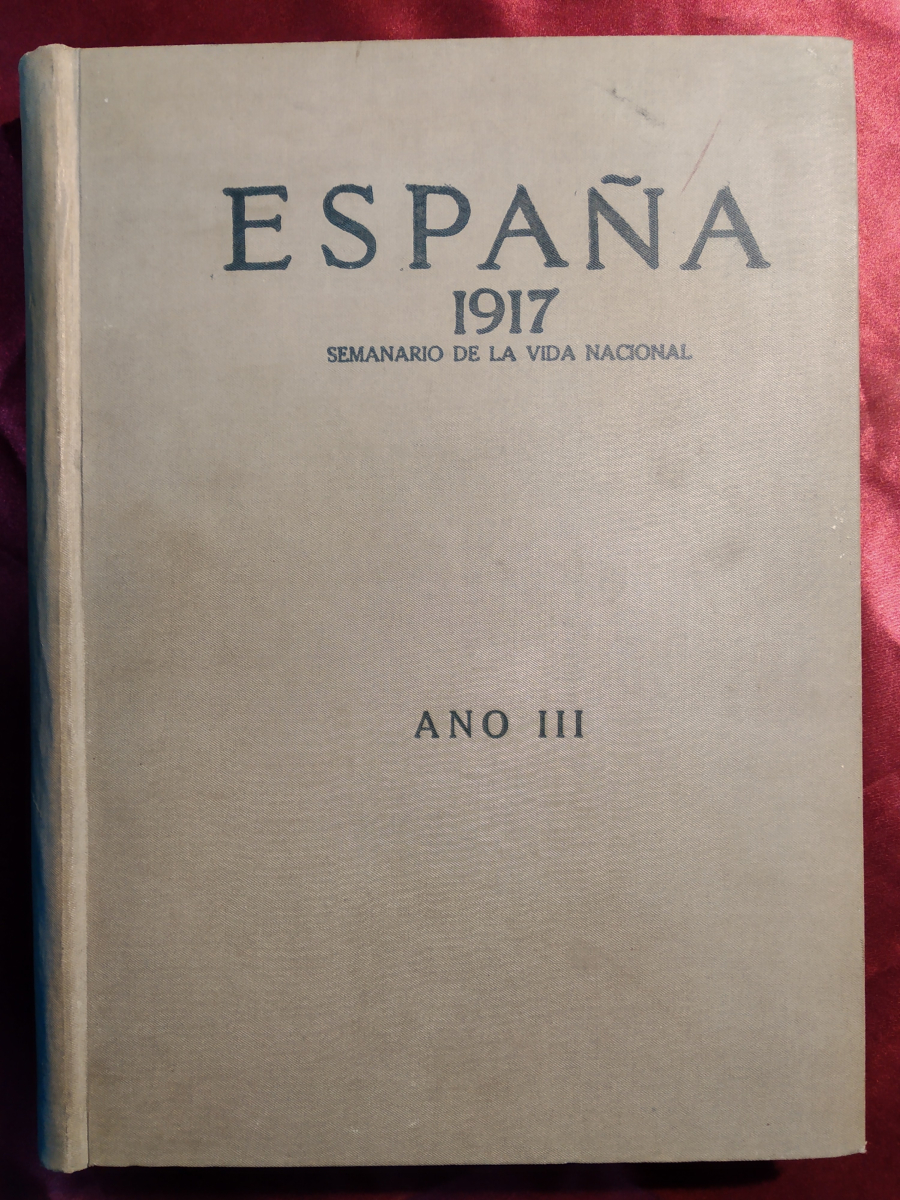 ESPAÑA
1917
SEMANARIO DE LA VIDA NACIONAL
ANO III